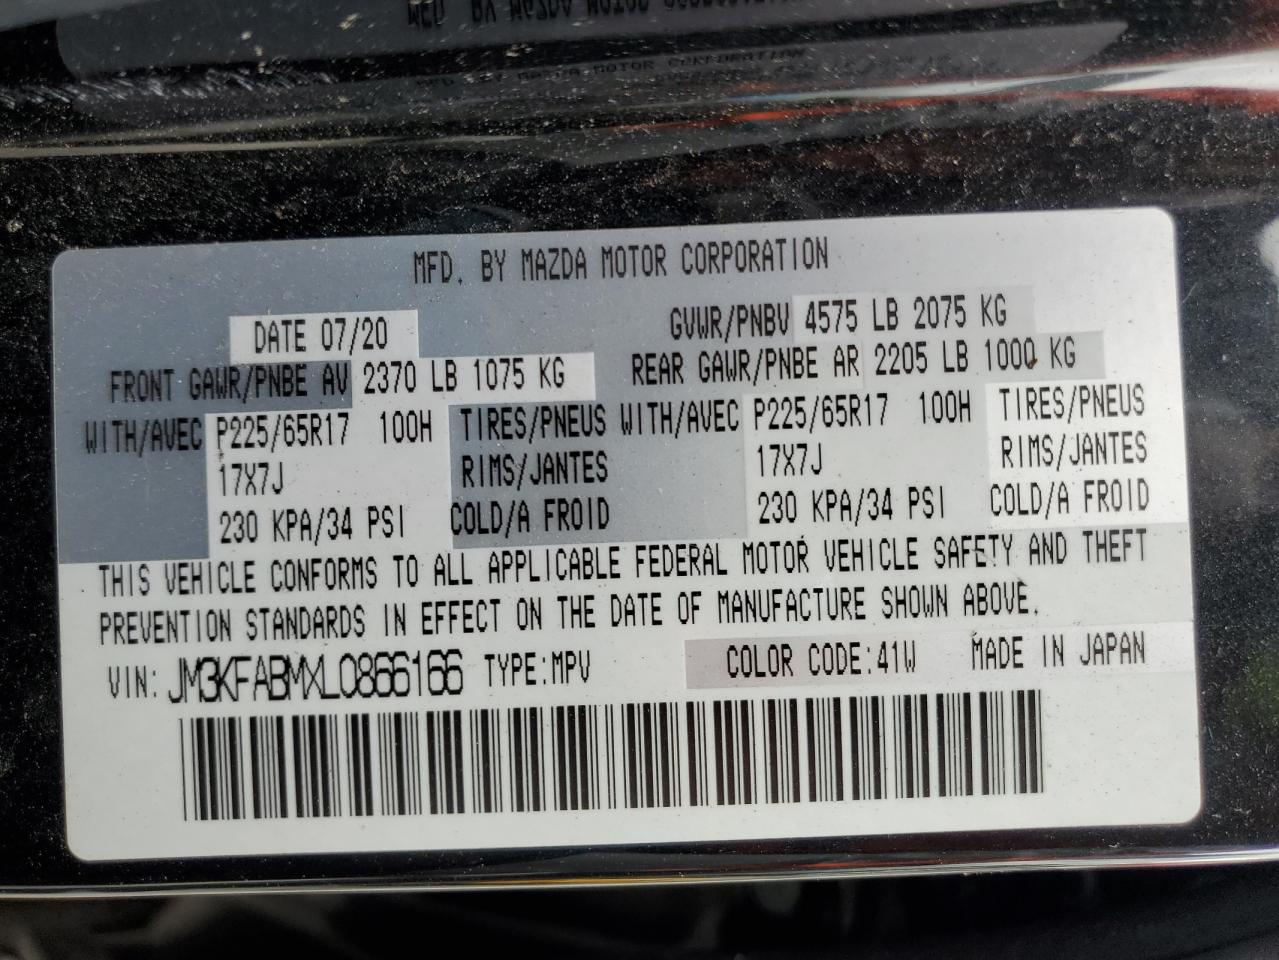 MFD. BY MAZDA MOTOR CORPORATION
DATE 07/20 GVWR/PNBV 4575 LB 2075 KG
FRONT GAWR/PNBE AV 2370 LB 1075 KG REAR GAWR/PNBE AR 2205 LB 1000 KG
WITH/AVEC P225/65R17 100H TIRES/PNEUS WITH/AVEC P225/65R17 100H TIRES/PNEUS
17X7J RIMS/JANTES 17X7J RIMS/JANTES
230 KPA/34 PSI COLD/A FROID 230 KPA/34 PSI COLD/A FROID
THIS VEHICLE CONFORMS TO ALL APPLICABLE FEDERAL MOTOR VEHICLE SAFETY AND THEFT
PREVENTION STANDARDS IN EFFECT ON THE DATE OF MANUFACTURE SHOWN ABOVE.
VIN: JM3KFABMXL0866166 TYPE:MPV COLOR CODE:41W MADE IN JAPAN